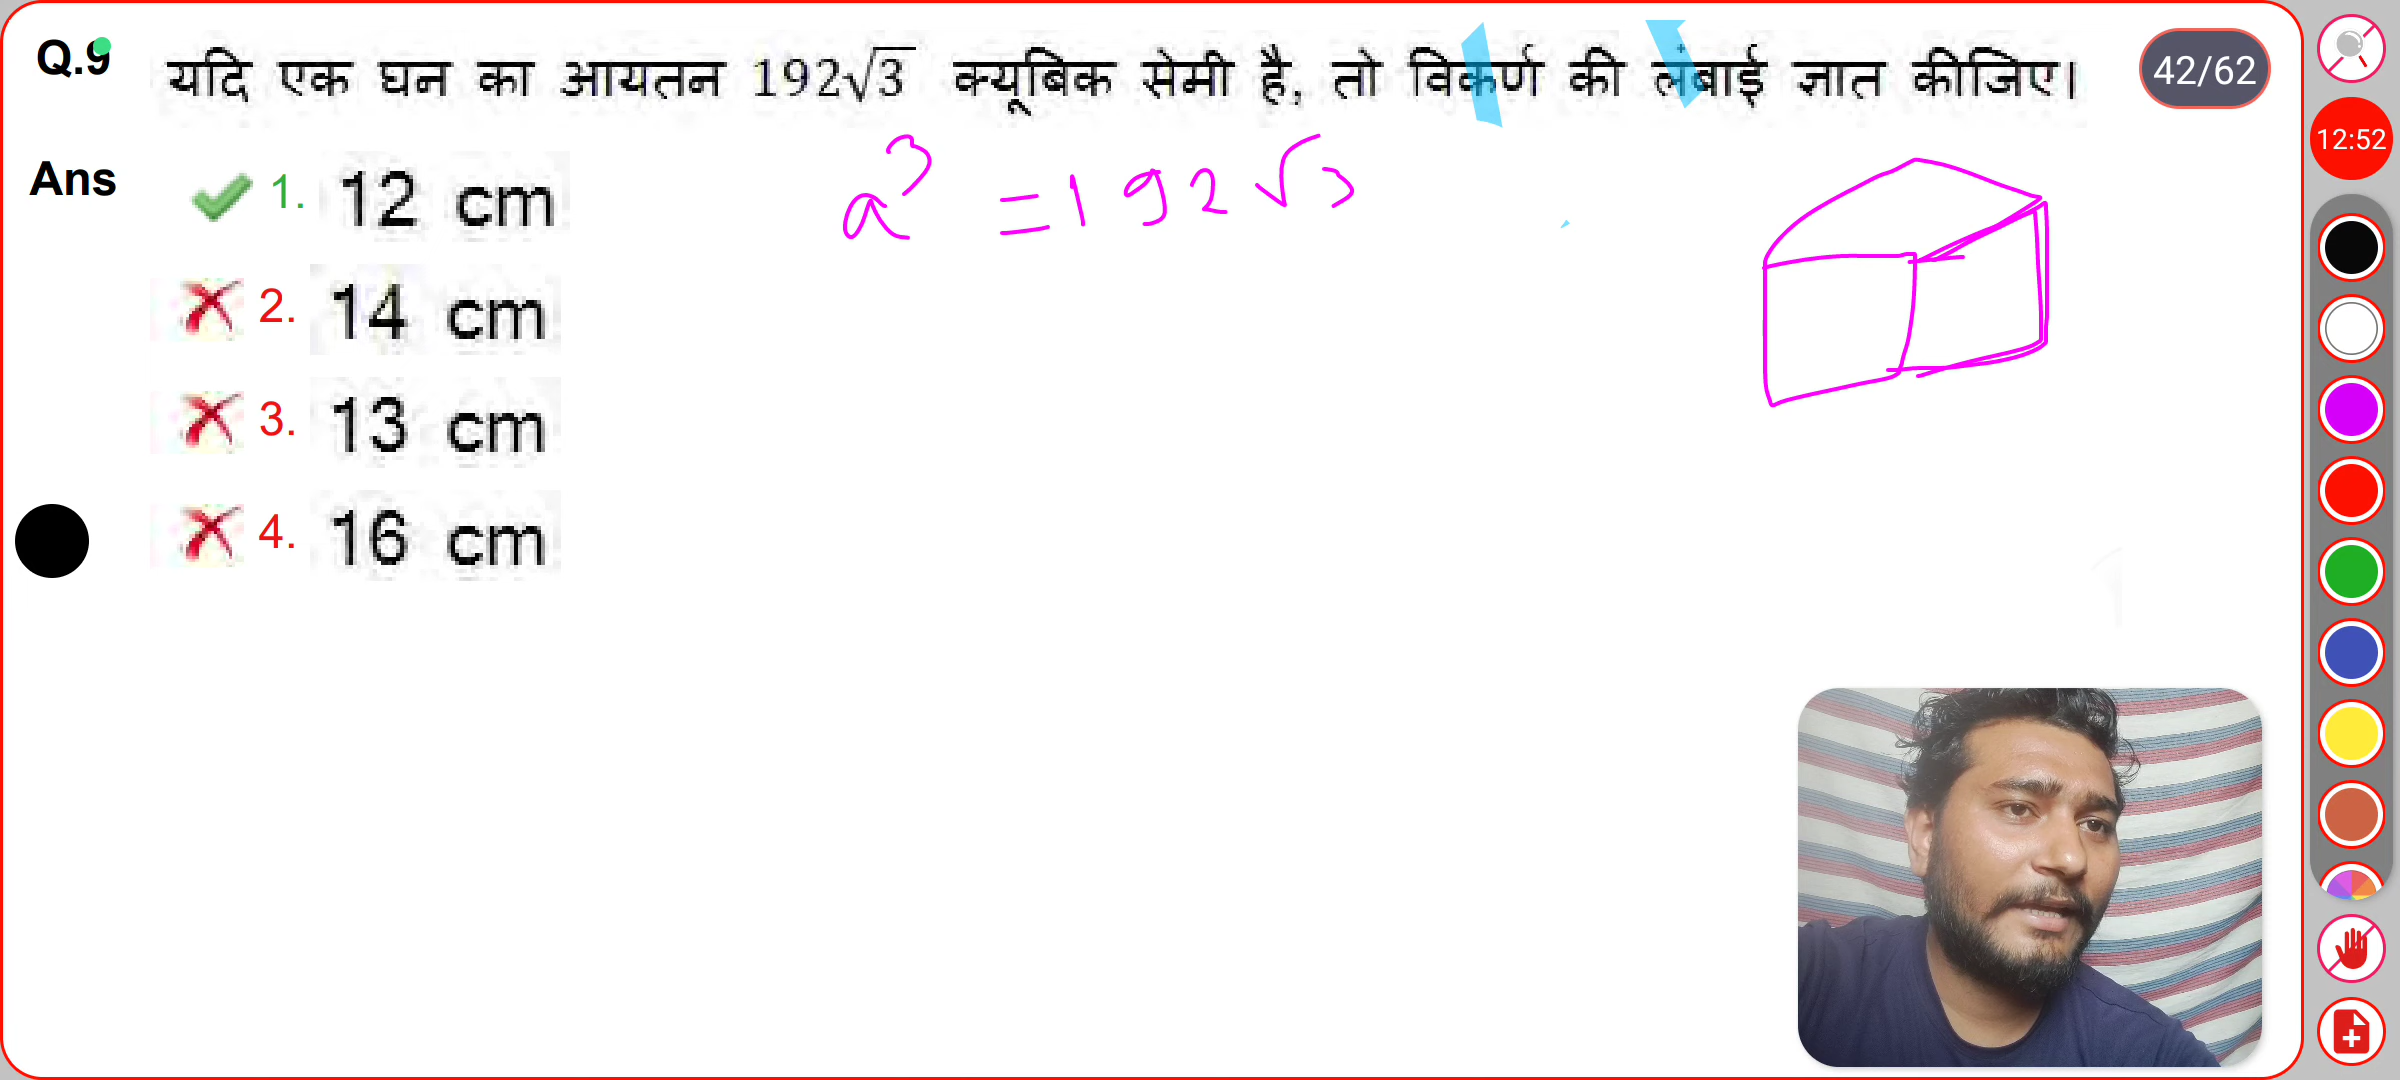 Q.9 यदि एक घन का आयतन 192√3 क्यूबिक सेमी है, तो विकर्ण की लंबाई ज्ञात कीजिए।
42/62
12:52
a³ = 192√3
Ans 1. 12 cm
2. 14 cm
3. 13 cm
4. 16 cm